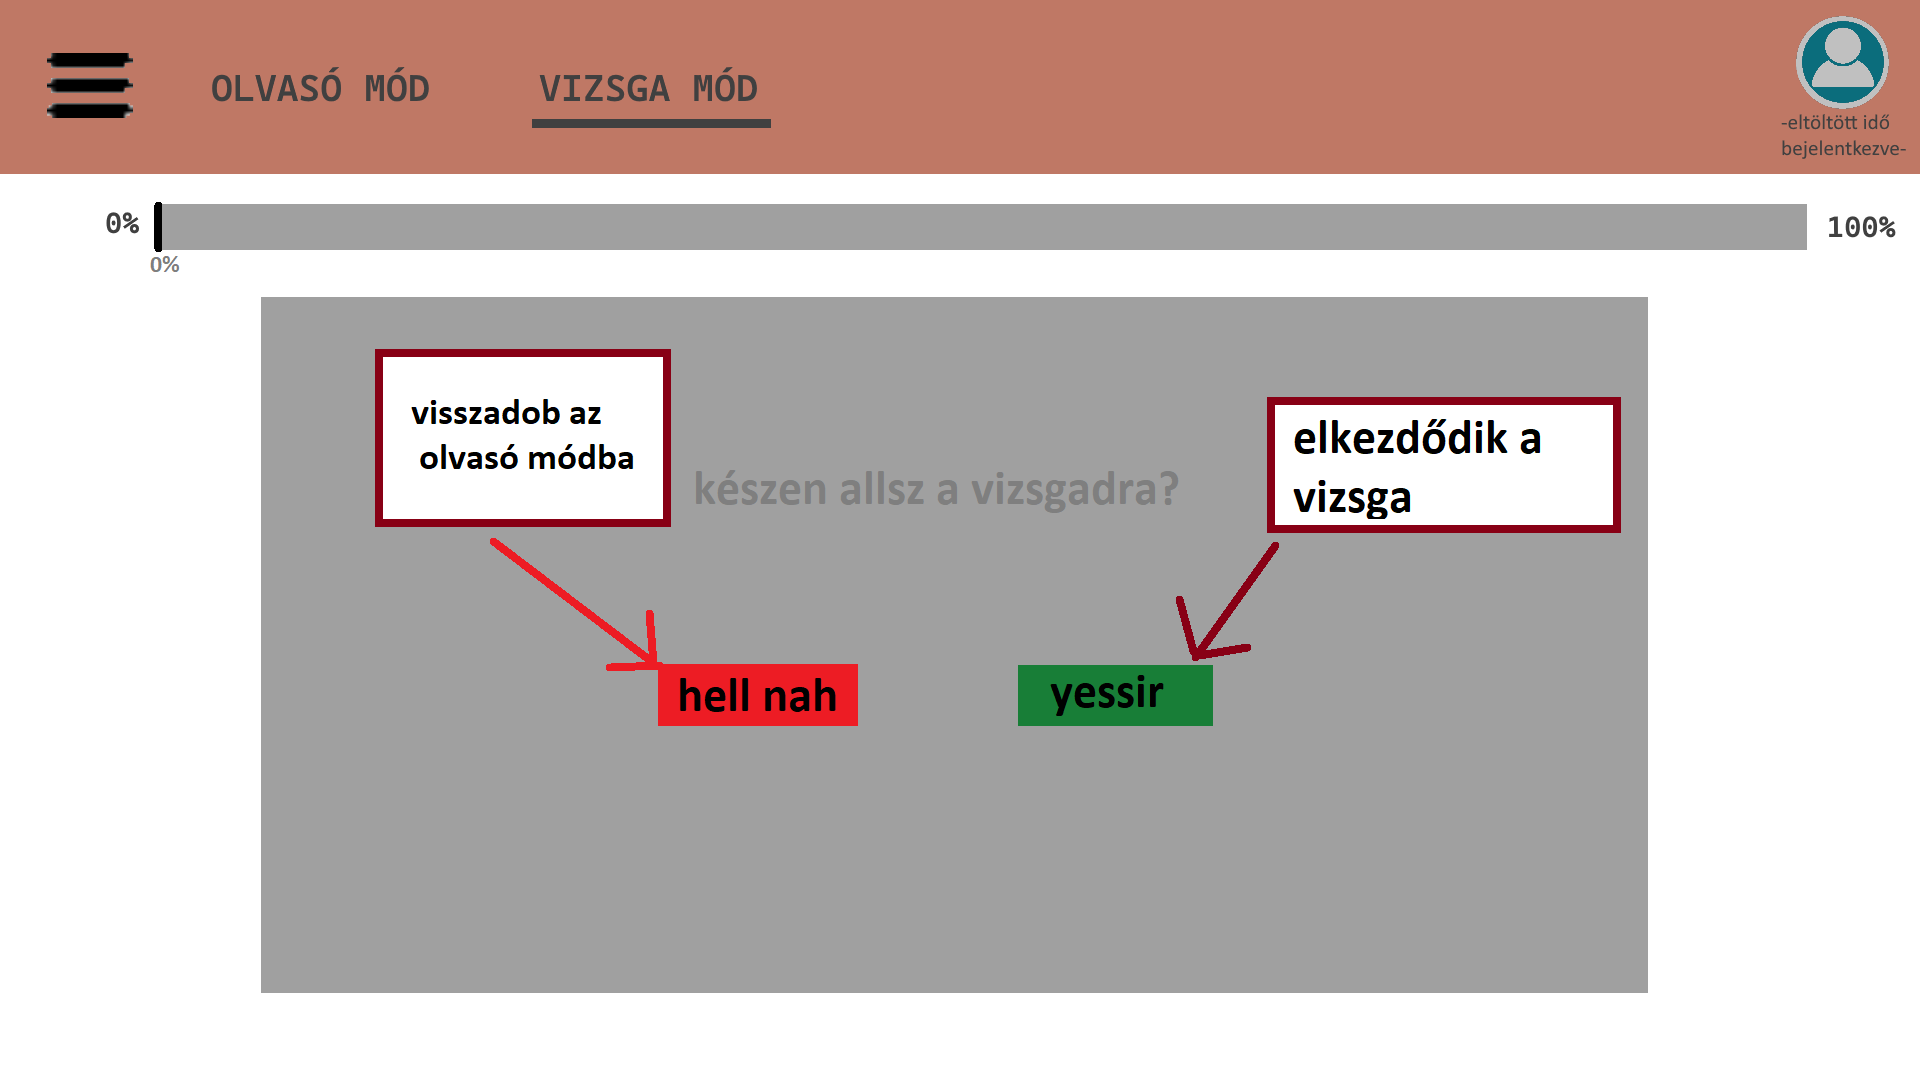 OLVASÓ MÓD
VIZSGA MÓD
-eltöltött idő
bejelentkezve-
0%
100%
0%
visszadob az
olvasó módba
készen allsz a vizsgadra?
elkezdődik a
vizsga
hell nah
yessir